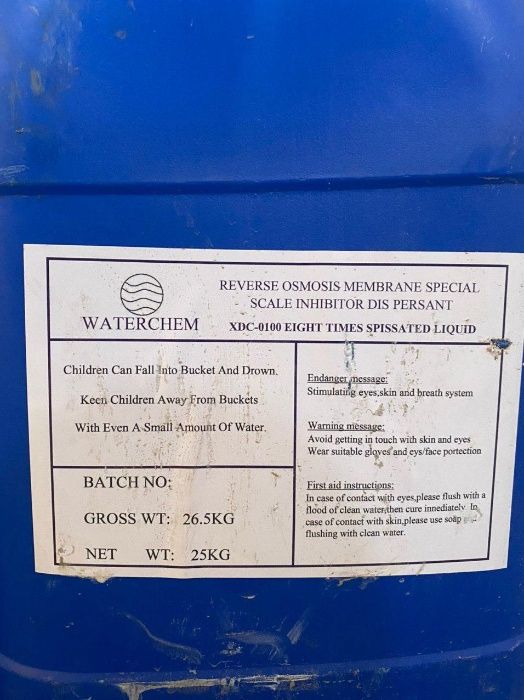 REVERSE OSMOSIS MEMBRANE SPECIAL
SCALE INHIBITOR DIS PERSANT
WATERCHEM
XDC-0100 EIGHT TIMES SPISSATED LIQUID
Children Can Fall Into Bucket And Drown.
Keen Children Away From Buckets
With Even A Small Amount Of Water.
BATCH NO:
GROSS WT: 26.5KG
NET WT: 25KG
Endanger message:
Stimulating eyes,skin and breath system
Warning message:
Avoid getting in touch with skin and eyes
Wear suitable gloves and eys/face portection
First aid instructions:
In case of contact with eyes,please flush with a
flood of clean water,then cure innediately In
case of contact with skin,please use soap
flushing with clean water.